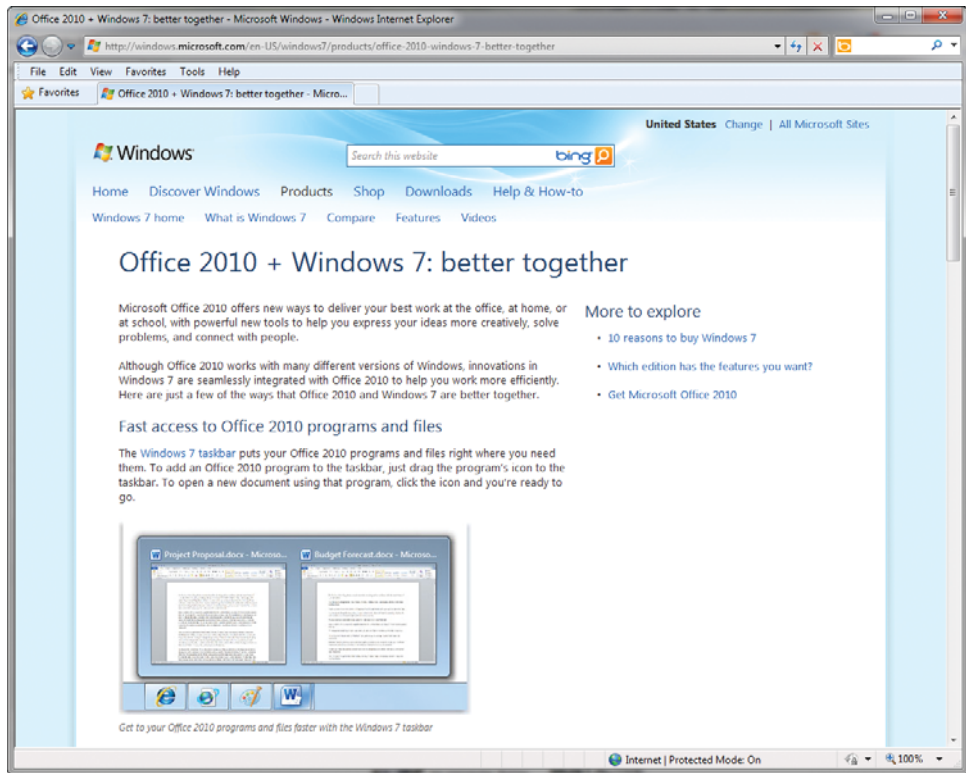 Office 2010 + Windows 7: better together - Microsoft Windows - Windows Internet Explorer
http://windows.microsoft.com/en-US/windows7/products/office-2010-windows-7-better-together
File Edit View Favorites Tools Help
Favorites Office 2010 + Windows 7: better together - Micro...
United States Change | All Microsoft Sites
Windows Search this website bing
Home Discover Windows Products Shop Downloads Help & How-to
Windows 7 home What is Windows 7 Compare Features Videos
Office 2010 + Windows 7: better together
Microsoft Office 2010 offers new ways to deliver your best work at the office, at home, or
at school, with powerful new tools to help you express your ideas more creatively, solve
problems, and connect with people.
Although Office 2010 works with many different versions of Windows, innovations in
Windows 7 are seamlessly integrated with Office 2010 to help you work more efficiently.
Here are just a few of the ways that Office 2010 and Windows 7 are better together.
Fast access to Office 2010 programs and files
The Windows 7 taskbar puts your Office 2010 programs and files right where you need
them. To add an Office 2010 program to the taskbar, just drag the program's icon to the
taskbar. To open a new document using that program, click the icon and you're ready to
go.
Project Proposal.docx - Microso... Budget Forecast.docx - Microso...
Get to your Office 2010 programs and files faster with the Windows 7 taskbar
More to explore
• 10 reasons to buy Windows 7
• Which edition has the features you want?
• Get Microsoft Office 2010
Internet | Protected Mode: On 100%